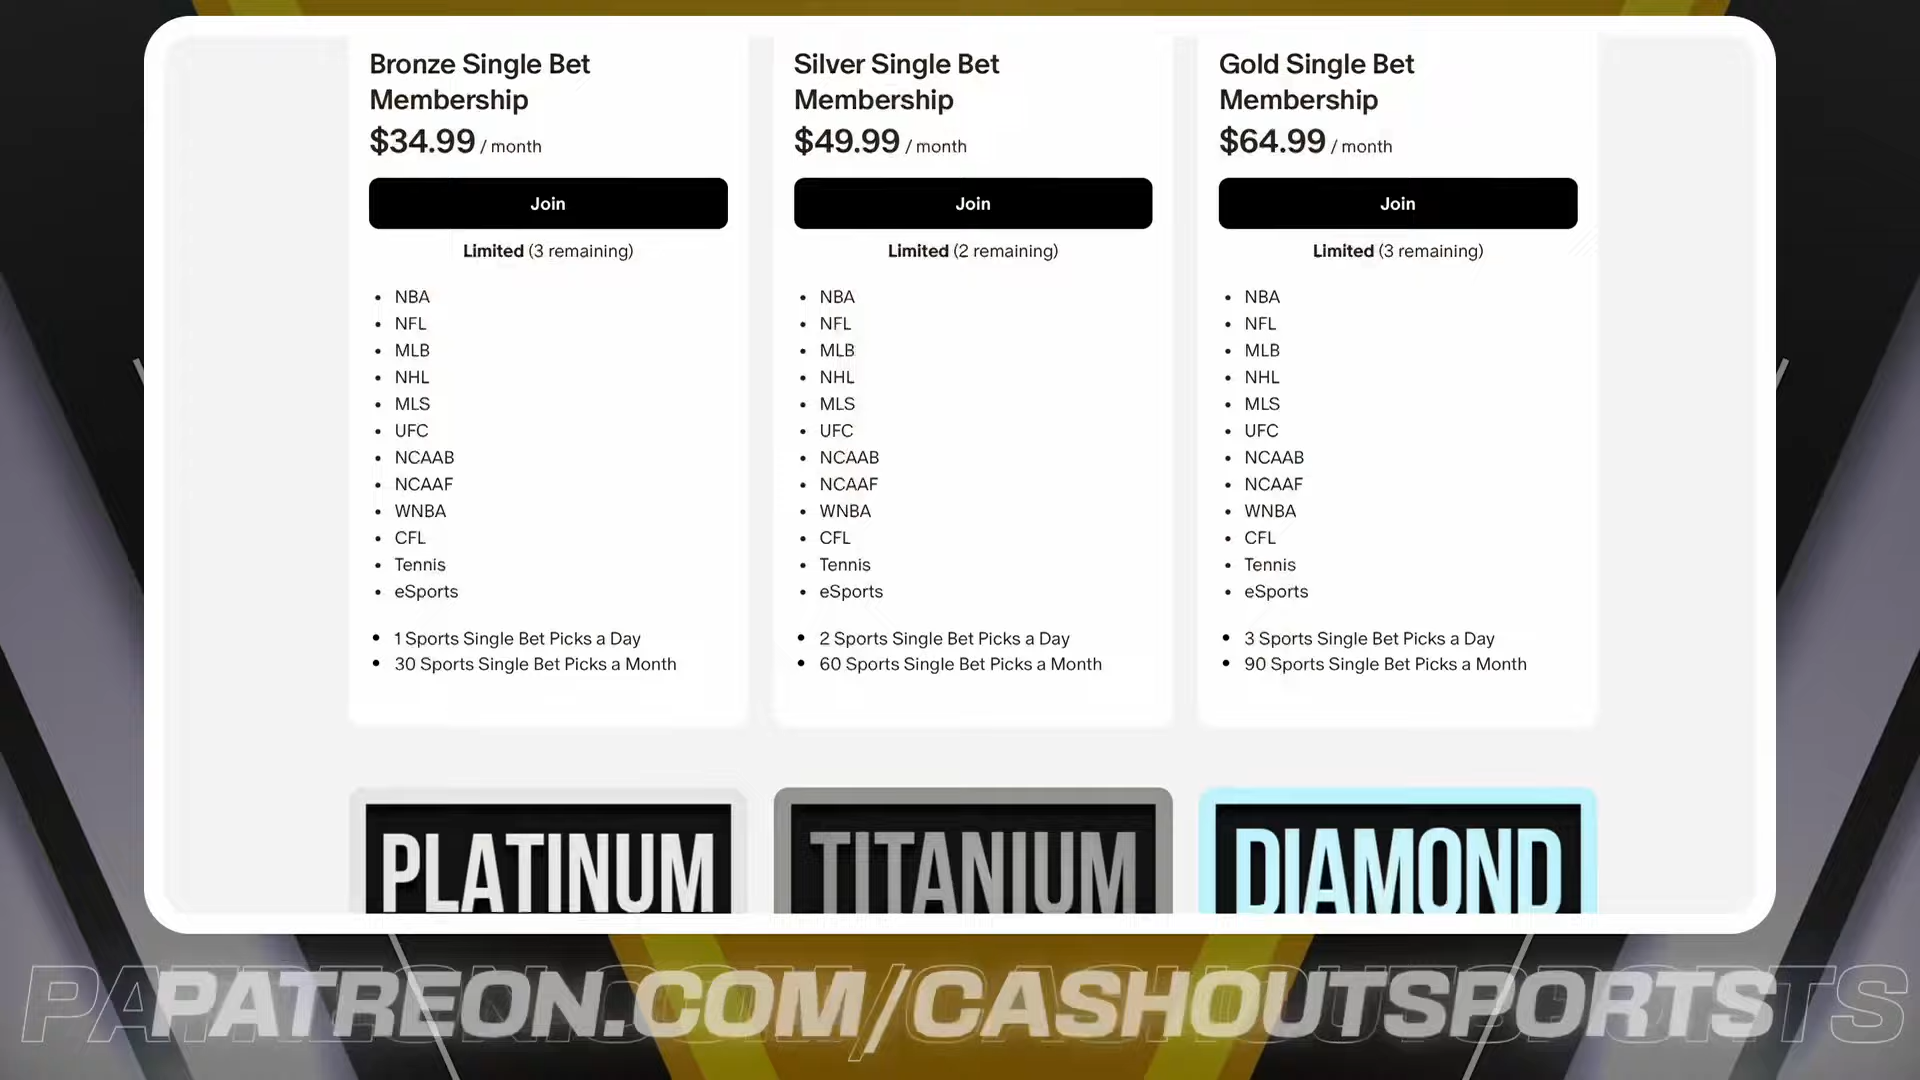 Bronze Single Bet
Membership
$34.99 / month
Join
Limited (3 remaining)
• NBA
• NFL
• MLB
• NHL
• MLS
• UFC
• NCAAB
• NCAAF
• WNBA
• CFL
• Tennis
• eSports
• 1 Sports Single Bet Picks a Day
• 30 Sports Single Bet Picks a Month
Silver Single Bet
Membership
$49.99 / month
Join
Limited (2 remaining)
• NBA
• NFL
• MLB
• NHL
• MLS
• UFC
• NCAAB
• NCAAF
• WNBA
• CFL
• Tennis
• eSports
• 2 Sports Single Bet Picks a Day
• 60 Sports Single Bet Picks a Month
Gold Single Bet
Membership
$64.99 / month
Join
Limited (3 remaining)
• NBA
• NFL
• MLB
• NHL
• MLS
• UFC
• NCAAB
• NCAAF
• WNBA
• CFL
• Tennis
• eSports
• 3 Sports Single Bet Picks a Day
• 90 Sports Single Bet Picks a Month
PLATINUM
TITANIUM
DIAMOND
PATREON.COM/CASHOUTSPORTS